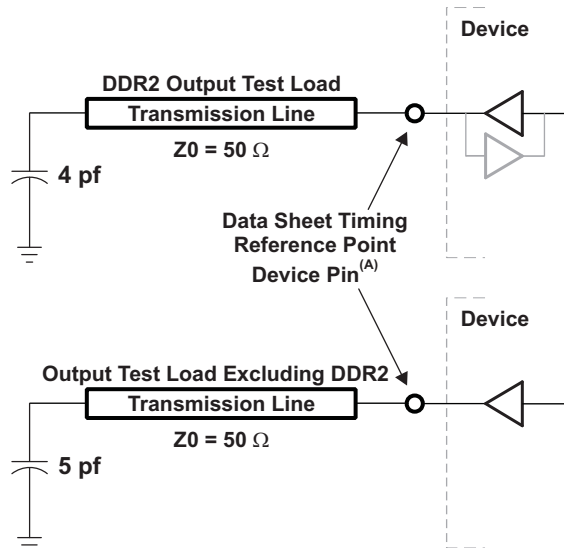 Device
DDR2 Output Test Load
Transmission Line
Z0 = 50 Ω
4 pf
Data Sheet Timing
Reference Point
Device Pin(A)
Device
Output Test Load Excluding DDR2
Transmission Line
Z0 = 50 Ω
5 pf